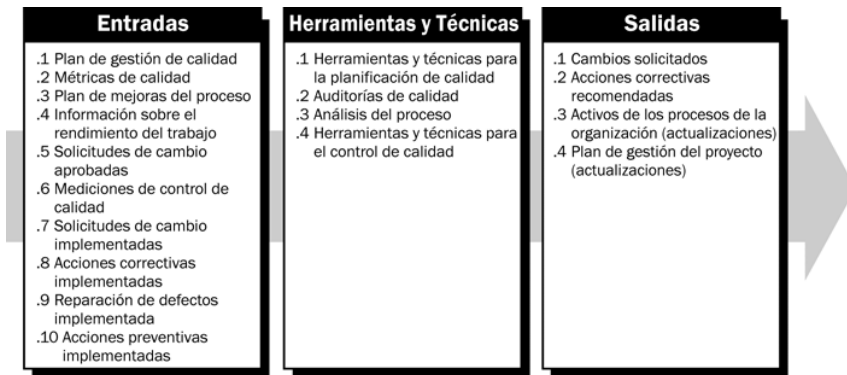 Entradas
.1 Plan de gestión de calidad
.2 Métricas de calidad
.3 Plan de mejoras del proceso
.4 Información sobre el
rendimiento del trabajo
.5 Solicitudes de cambio
aprobadas
.6 Mediciones de control de
calidad
.7 Solicitudes de cambio
implementadas
.8 Acciones correctivas
implementadas
.9 Reparación de defectos
implementada
.10 Acciones preventivas
implementadas
Herramientas y Técnicas
.1 Herramientas y técnicas para
la planificación de calidad
.2 Auditorías de calidad
.3 Análisis del proceso
.4 Herramientas y técnicas para
el control de calidad
Salidas
.1 Cambios solicitados
.2 Acciones correctivas
recomendadas
.3 Activos de los procesos de la
organización (actualizaciones)
.4 Plan de gestión del proyecto
(actualizaciones)